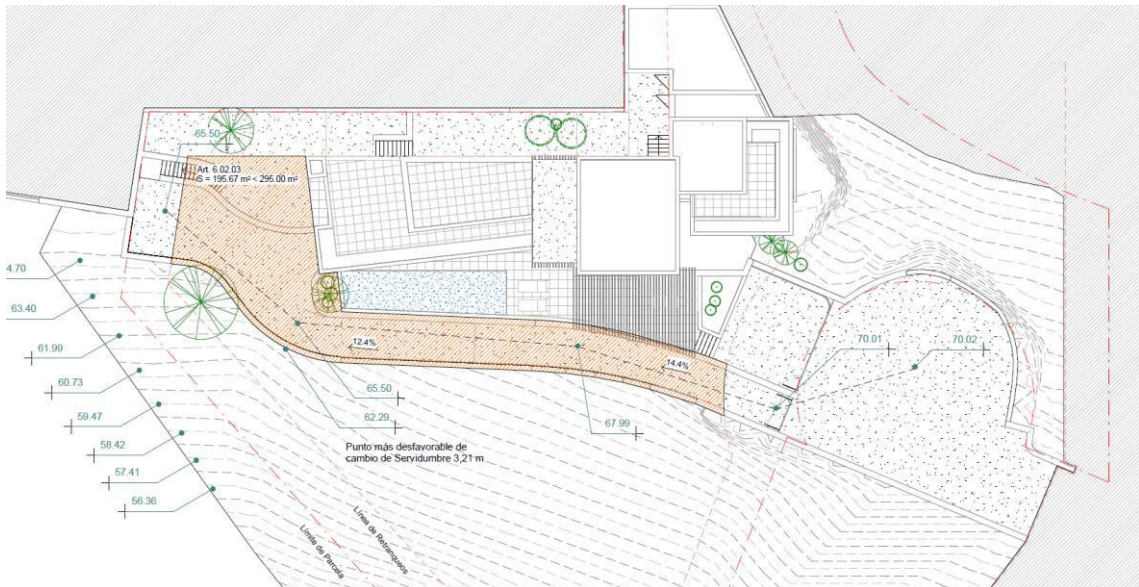 65.50
Art. 6.02.03
S = 195.67 m² < 295.00 m²
4.70
63.40
61.99
60.73
59.47
58.42
57.41
56.36
12.4%
14.4%
65.50
62.29
67.99
70.01
70.02
Punto más desfavorable de
cambio de Servidumbre 3,21 m
Línea de Retranqueos
Límite de Parcela